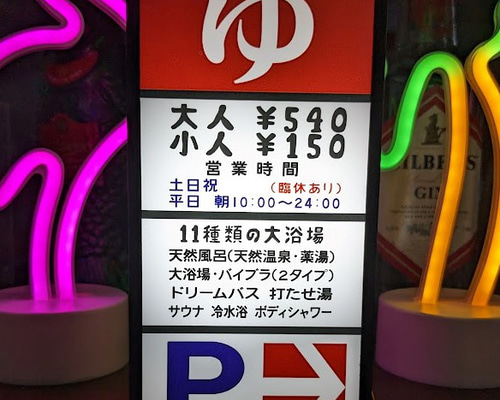 ゆ
大人 ¥540
小人 ¥150
営業時間
土日祝 (臨休あり)
平日 朝10:00〜24:00
11種類の大浴場
天然風呂(天然温泉・薬湯)
大浴場・バイブラ(2タイプ)
ドリームバス 打たせ湯
サウナ 冷水浴 ボディシャワー
P
GIN